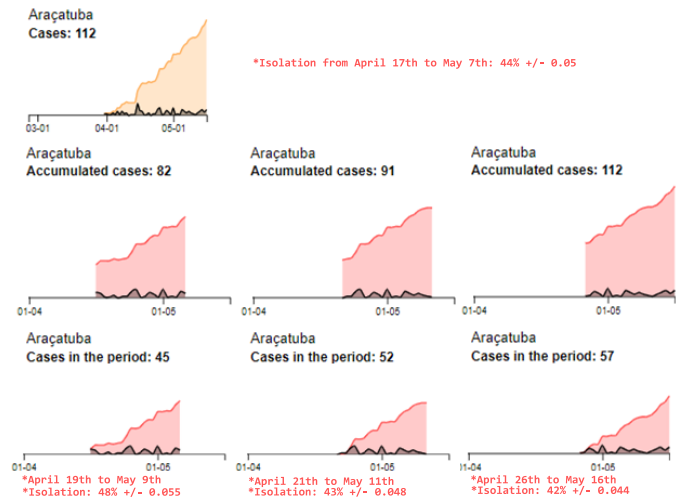 Araçatuba
Cases: 112
*Isolation from April 17th to May 7th: 44% +/- 0.05
03-01 04-01 05-01
Araçatuba
Accumulated cases: 82
Araçatuba
Accumulated cases: 91
Araçatuba
Accumulated cases: 112
01-04 01-05
01-04 01-05
01-04 01-05
Araçatuba
Cases in the period: 45
Araçatuba
Cases in the period: 52
Araçatuba
Cases in the period: 57
01-04 01-05
01-04 01-05
1-04 01-05
*April 19th to May 9th
*Isolation: 48% +/- 0.055
*April 21th to May 11th
*Isolation: 43% +/- 0.048
*April 26th to May 16th
*Isolation: 42% +/- 0.044